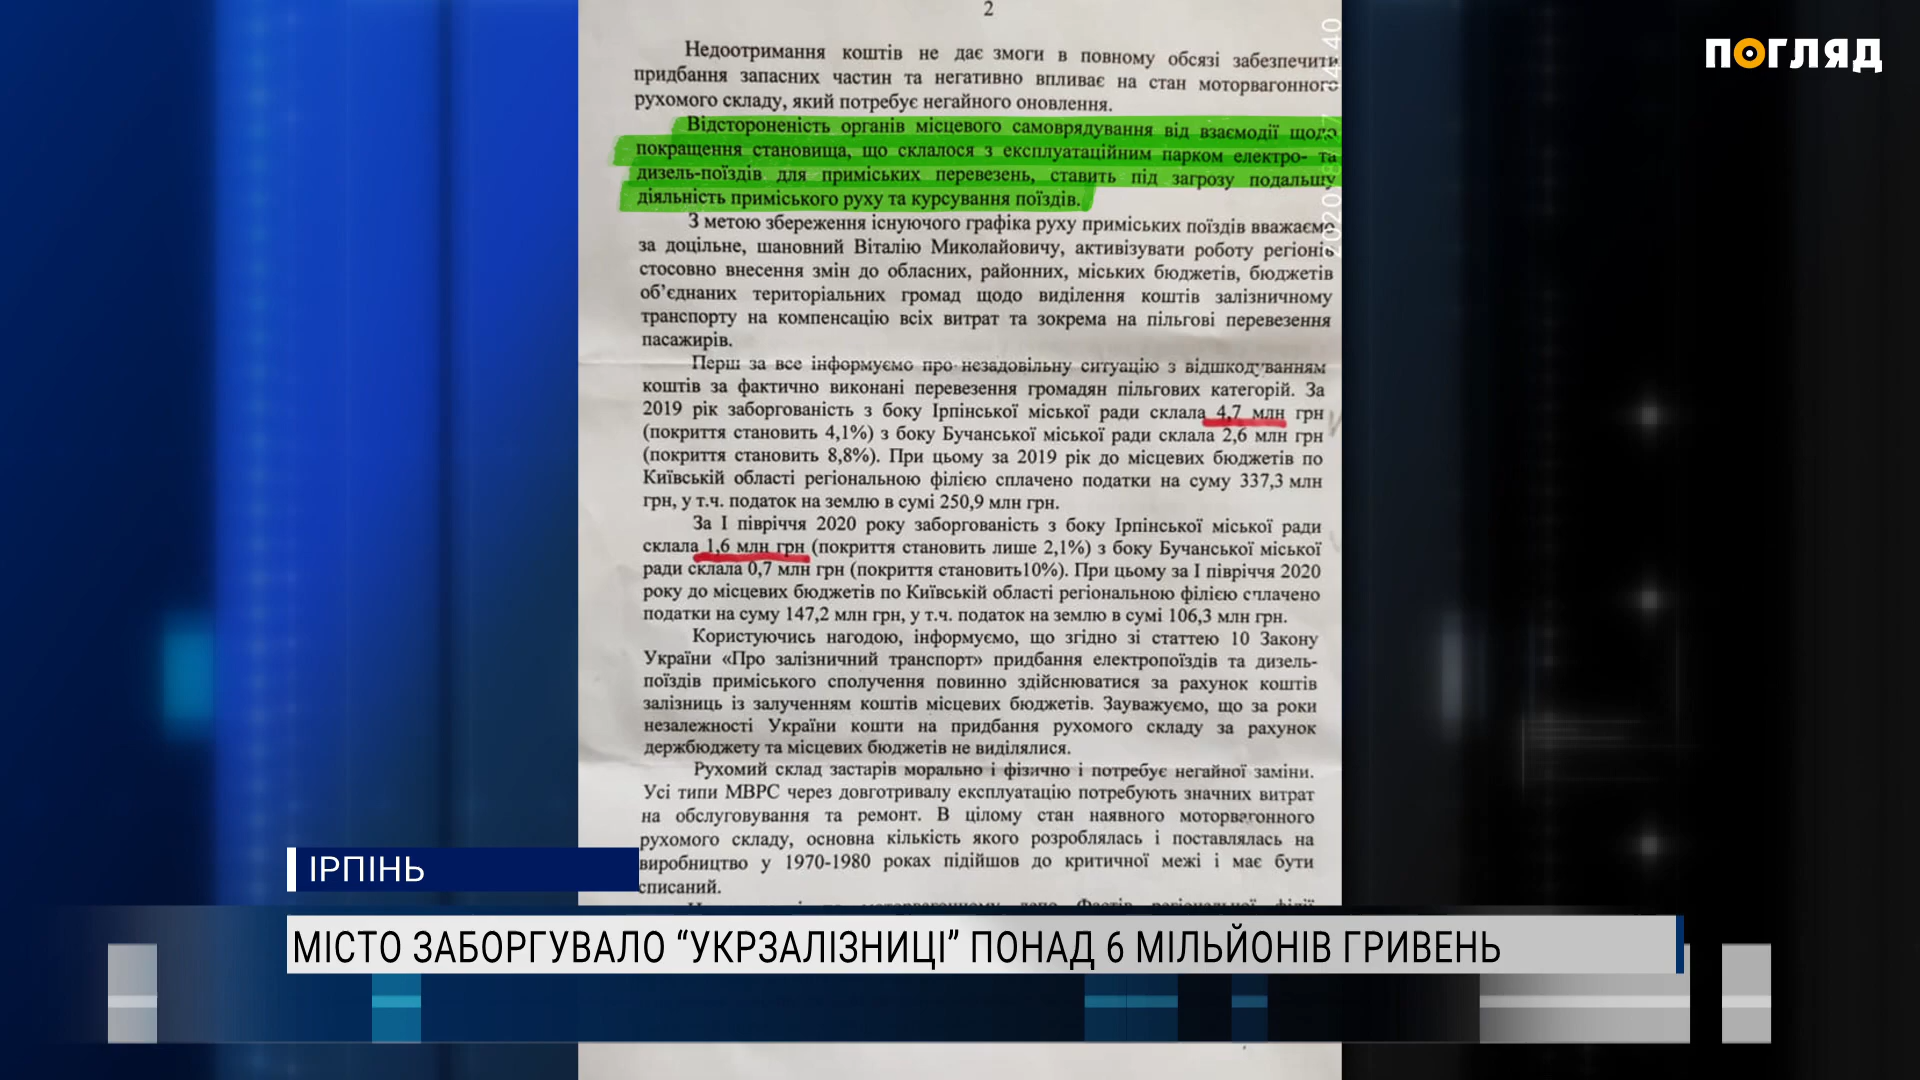 2
ПОГЛЯД
Недоотримання коштів не дає змоги в повному обсязі забезпечити
придбання запасних частин та негативно впливає на стан моторвагонного
рухомого складу, який потребує негайного оновлення.
Відстороненість органів місцевого самоврядування від взаємодії щодо
покращення становища, що склалося з експлуатаційним парком електро- та
дизель-поїздів для приміських перевезень, ставить під загрозу подальшу
діяльність приміського руху та курсування поїздів.
З метою збереження існуючого графіка руху приміських поїздів вважаємо
за доцільне, шановний Віталію Миколайовичу, активізувати роботу регіонів
стосовно внесення змін до обласних, районних, міських бюджетів, бюджетів
об’єднаних територіальних громад щодо виділення коштів залізничному
транспорту на компенсацію всіх витрат та зокрема на пільгові перевезення
пасажирів.
Перш за все інформуємо про незадовільну ситуацію з відшкодуванням
коштів за фактично виконані перевезення громадян пільгових категорій. За
2019 рік заборгованість з боку Ірпінської міської ради склала 4,7 млн грн
(покриття становить 4,1%) з боку Бучанської міської ради склала 2,6 млн грн
(покриття становить 8,8%). При цьому за 2019 рік до місцевих бюджетів по
Київській області регіональною філією сплачено податки на суму 337,3 млн
грн, у т.ч. податок на землю в сумі 250,9 млн грн.
За І півріччя 2020 року заборгованість з боку Ірпінської міської ради
склала 1,6 млн грн (покриття становить лише 2,1%) з боку Бучанської міської
ради склала 0,7 млн грн (покриття становить10%). При цьому за І півріччя 2020
року до місцевих бюджетів по Київській області регіональною філією сплачено
податки на суму 147,2 млн грн, у т.ч. податок на землю в сумі 106,3 млн грн.
Користуючись нагодою, інформуємо, що згідно зі статтею 10 Закону
України «Про залізничний транспорт» придбання електропоїздів та дизель-
поїздів приміського сполучення повинно здійснюватися за рахунок коштів
залізниць із залученням коштів місцевих бюджетів. Зауважуємо, що за роки
незалежності України кошти на придбання рухомого складу за рахунок
держбюджету та місцевих бюджетів не виділялися.
Рухомий склад застарів морально і фізично і потребує негайної заміни.
Усі типи МВРС через довготривалу експлуатацію потребують значних витрат
на обслуговування та ремонт. В цілому стан наявного моторвагонного
рухомого складу, основна кількість якого розроблялась і поставлялась на
виробництво у 1970-1980 роках підійшов до критичної межі і має бути
списаний.
ІРПІНЬ
МІСТО ЗАБОРГУВАЛО “УКРЗАЛІЗНИЦІ” ПОНАД 6 МІЛЬЙОНІВ ГРИВЕНЬ